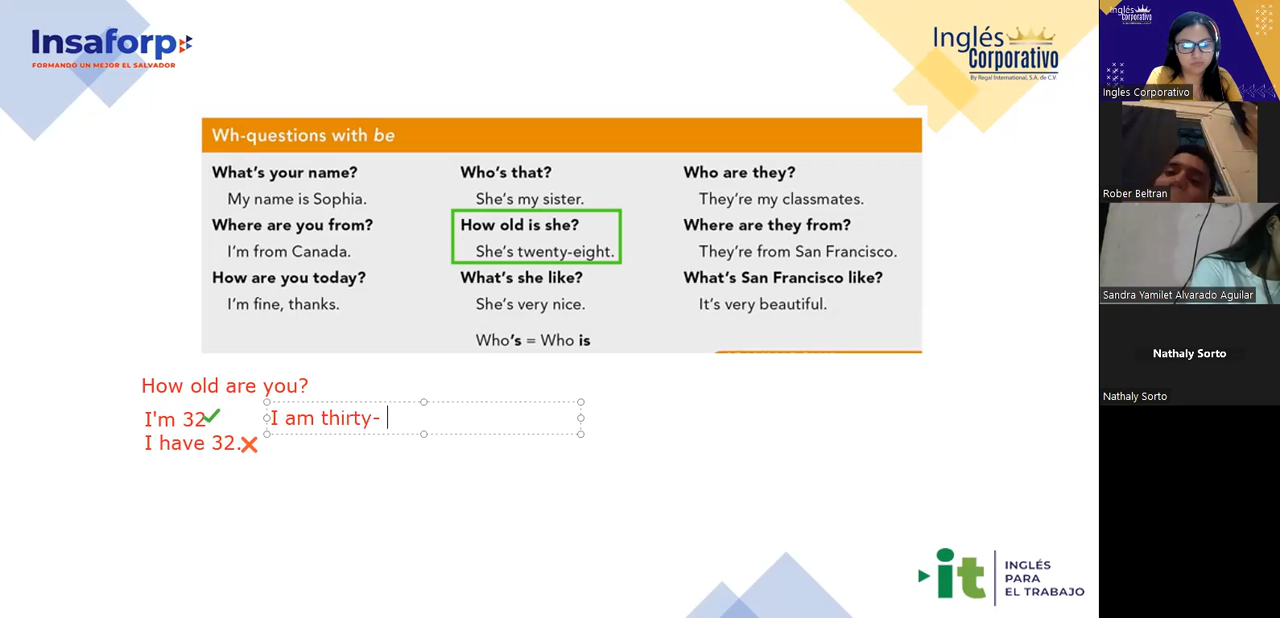 Insaforp
FORMANDO UN MEJOR EL SALVADOR
Inglés
Corporativo
By Regal International, S.A. de C.V.
Wh-questions with be
What's your name?
My name is Sophia.
Where are you from?
I'm from Canada.
How are you today?
I'm fine, thanks.
Who's that?
She's my sister.
How old is she?
She's twenty-eight.
What's she like?
She's very nice.
Who's = Who is
Who are they?
They're my classmates.
Where are they from?
They're from San Francisco.
What's San Francisco like?
It's very beautiful.
How old are you?
I'm 32
I am thirty-
I have 32.
it
INGLÉS
PARA
EL TRABAJO
Inglés
Corporativo
Ingles Corporativo
Rober Beltran
Sandra Yamilet Alvarado Aguilar
Nathaly Sorto
Nathaly Sorto